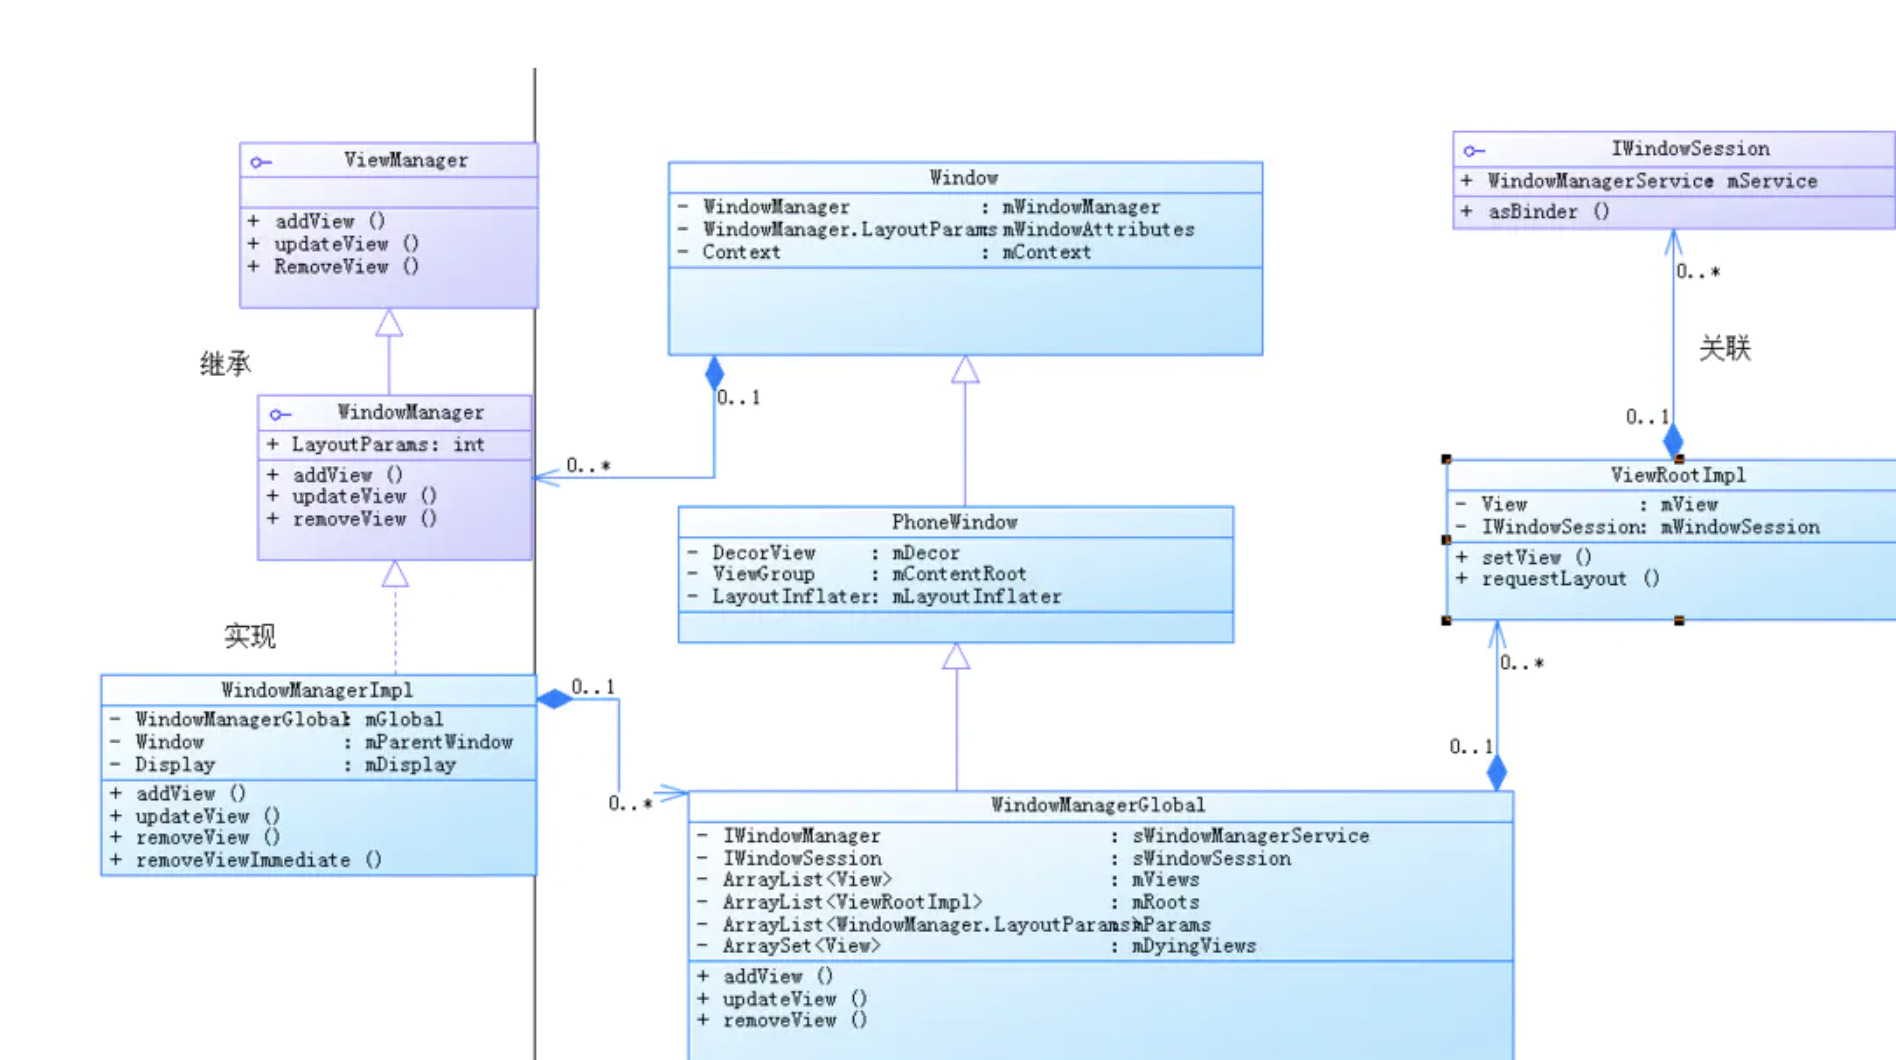 ViewManager
+ addView ()
+ updateView ()
+ RemoveView ()
继承
WindowManager
+ LayoutParams: int
+ addView ()
+ updateView ()
+ removeView ()
实现
WindowManagerImpl
- WindowManagerGlobal: mGlobal
- Window : mParentWindow
- Display : mDisplay
+ addView ()
+ updateView ()
+ removeView ()
+ removeViewImmediate ()
Window
- WindowManager : mWindowManager
- WindowManager.LayoutParams mWindowAttributes
- Context : mContext
0..1
0..*
PhoneWindow
- DecorView : mDecor
- ViewGroup : mContentRoot
- LayoutInflater: mLayoutInflater
0..1
0..*
WindowManagerGlobal
- IWindowManager : sWindowManagerService
- IWindowSession : sWindowSession
- ArrayList<View> : mViews
- ArrayList<ViewRootImpl> : mRoots
- ArrayList<WindowManager.LayoutParams> mParams
- ArraySet<View> : mDyingViews
+ addView ()
+ updateView ()
+ removeView ()
IWindowSession
+ WindowManagerService mService
+ asBinder ()
0..*
关联
0..1
ViewRootImpl
- View : mView
- IWindowSession: mWindowSession
+ setView ()
+ requestLayout ()
0..*
0..1